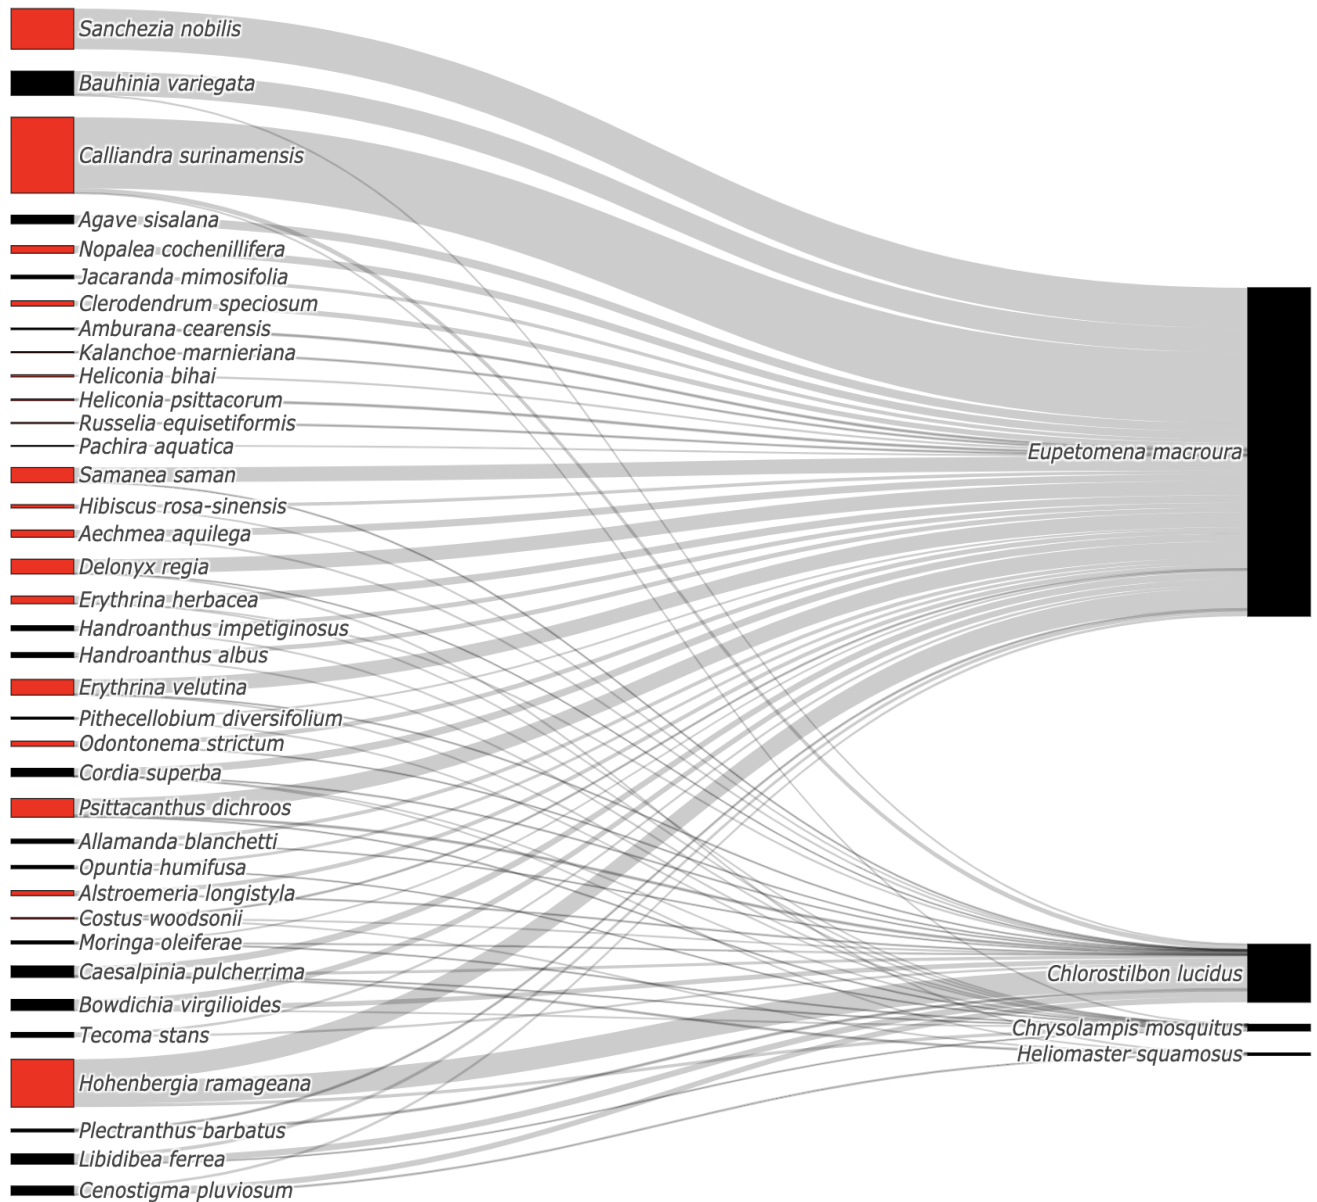 Sanchezia nobilis
Bauhinia variegata
Calliandra surinamensis
Agave sisalana
Nopalea cochenillifera
Jacaranda mimosifolia
Clerodendrum speciosum
Amburana cearensis
Kalanchoe marnieriana
Heliconia bihai
Heliconia psittacorum
Russelia equisetiformis
Pachira aquatica
Samanea saman
Hibiscus rosa-sinensis
Aechmea aquilega
Delonyx regia
Erythrina herbacea
Handroanthus impetiginosus
Handroanthus albus
Erythrina velutina
Pithecellobium diversifolium
Odontonema strictum
Cordia superba
Psittacanthus dichroos
Allamanda blanchetti
Opuntia humifusa
Alstroemeria longistyla
Costus woodsonii
Moringa oleiferae
Caesalpinia pulcherrima
Bowdichia virgilioides
Tecoma stans
Hohenbergia ramageana
Plectranthus barbatus
Libidibea ferrea
Cenostigma pluviosum
Eupetomena macroura
Chlorostilbon lucidus
Chrysolampis mosquitus
Heliomaster squamosus